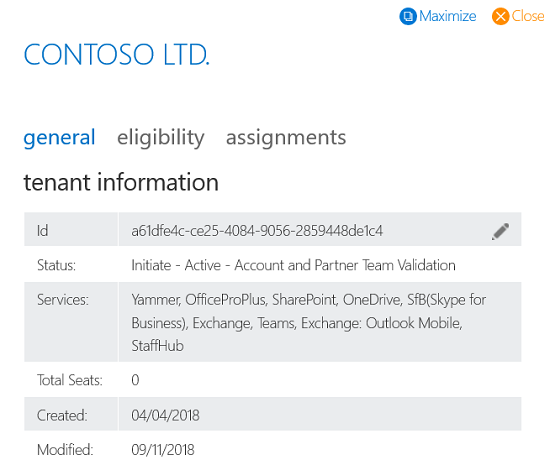 Maximize Close
CONTOSO LTD.
general eligibility assignments
tenant information
Id a61dfe4c-ce25-4084-9056-2859448de1c4
Status: Initiate - Active - Account and Partner Team Validation
Services: Yammer, OfficeProPlus, SharePoint, OneDrive, SfB(Skype for
Business), Exchange, Teams, Exchange: Outlook Mobile,
StaffHub
Total Seats: 0
Created: 04/04/2018
Modified: 09/11/2018